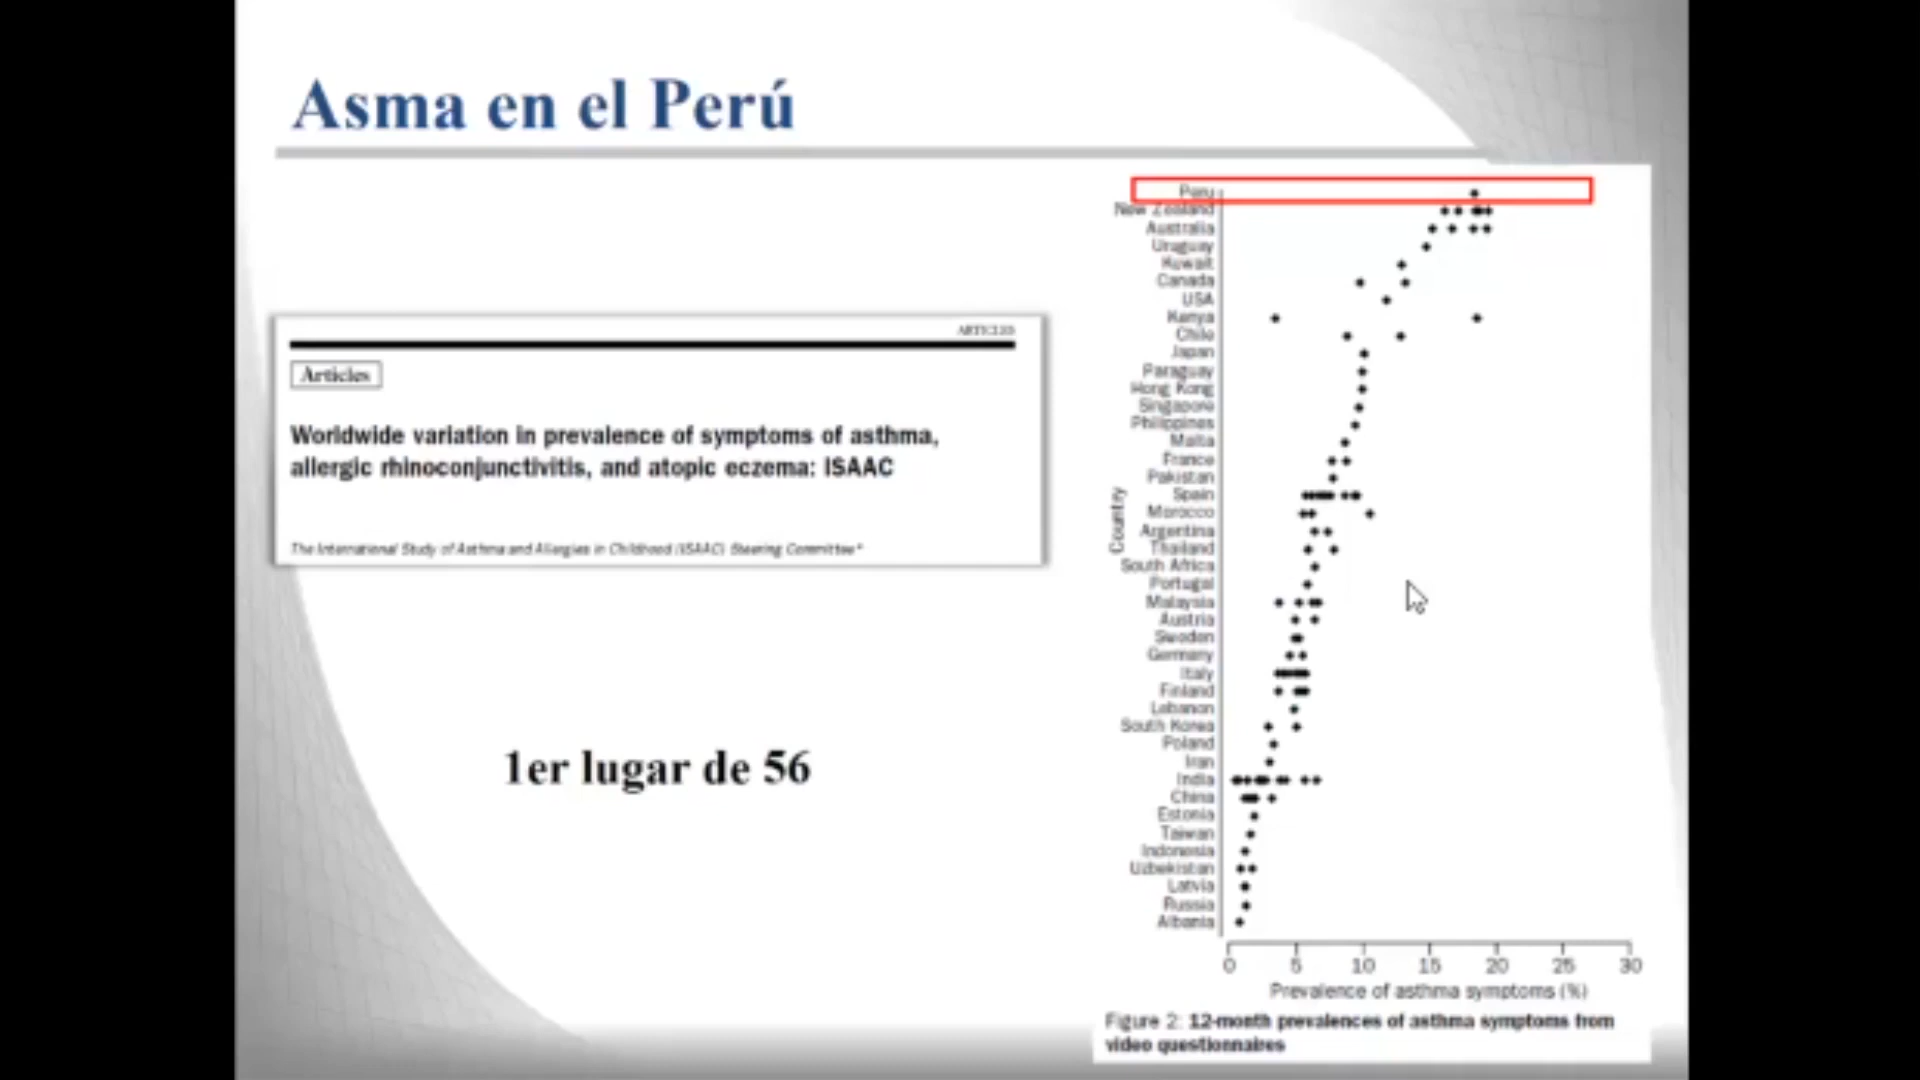 Asma en el Perú
ARTICLES
Articles
Worldwide variation in prevalence of symptoms of asthma,
allergic rhinoconjunctivitis, and atopic eczema: ISAAC
The International Study of Asthma and Allergies in Childhood (ISAAC) Steering Committee*
1er lugar de 56
Peru
New Zealand
Australia
Uruguay
Kuwait
Canada
USA
Kenya
Chile
Japan
Paraguay
Hong Kong
Singapore
Philippines
Malta
France
Pakistan
Spain
Morocco
Argentina
Thailand
South Africa
Portugal
Malaysia
Austria
Sweden
Germany
Italy
Finland
Lebanon
South Korea
Poland
Iran
India
China
Estonia
Taiwan
Indonesia
Uzbekistan
Latvia
Russia
Albania
Country
0 5 10 15 20 25 30
Prevalence of asthma symptoms (%)
Figure 2: 12-month prevalences of asthma symptoms from
video questionnaires